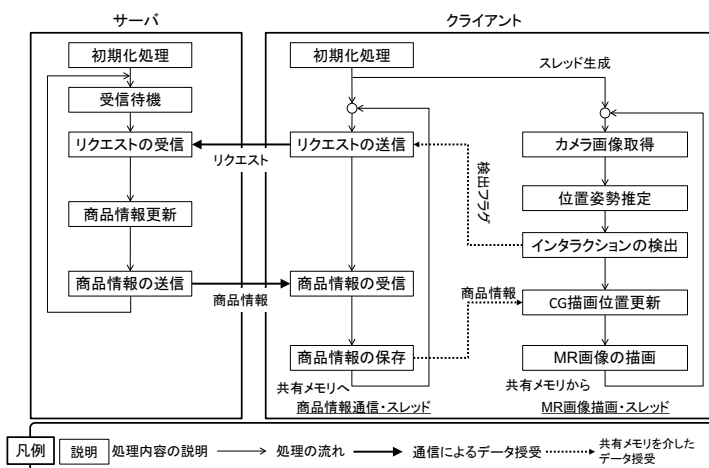 サーバ
クライアント
初期化処理
受信待機
リクエストの受信
商品情報更新
商品情報の送信
リクエスト
商品情報
初期化処理
リクエストの送信
商品情報の受信
商品情報の保存
共有メモリへ
商品情報通信・スレッド
スレッド生成
検出フラグ
商品情報
カメラ画像取得
位置姿勢推定
インタラクションの検出
CG描画位置更新
MR画像の描画
共有メモリから
MR画像描画・スレッド
凡例
説明
処理内容の説明
処理の流れ
通信によるデータ授受
共有メモリを介した
データ授受